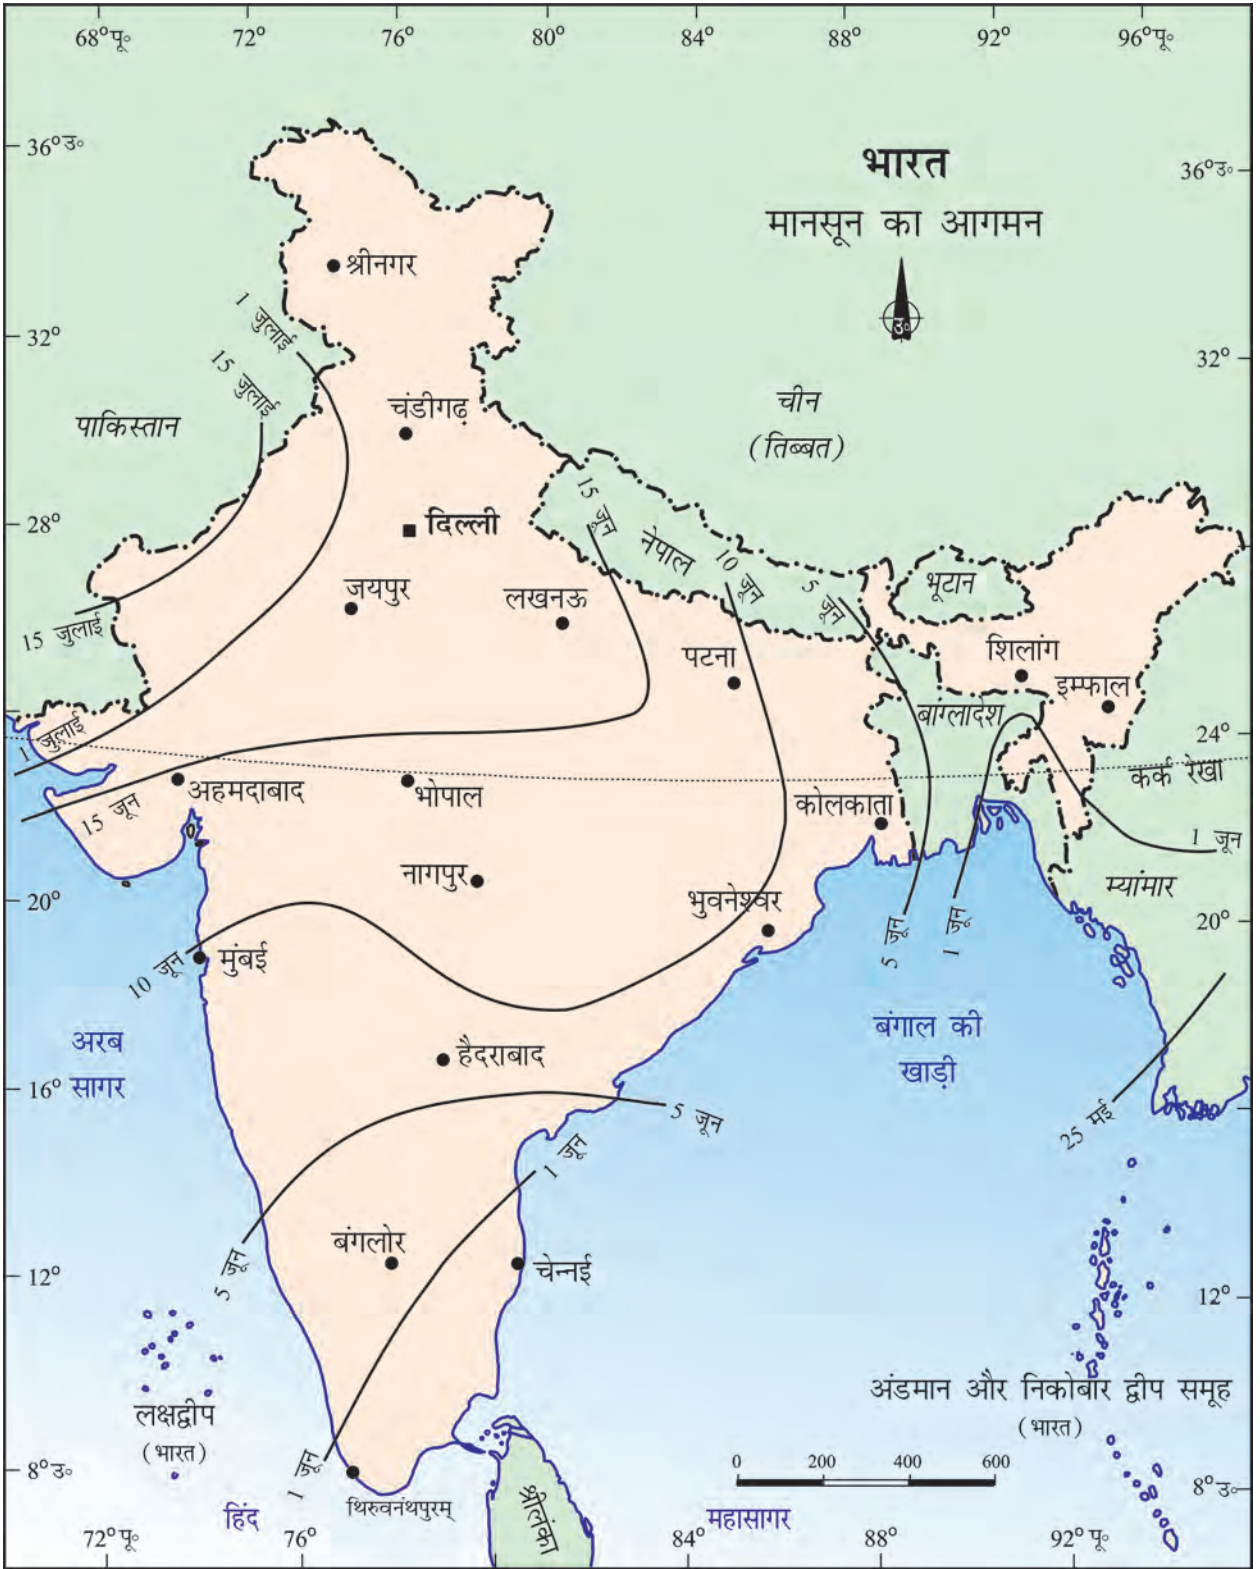 68°पू॰ 72° 76° 80° 84° 88° 92° 96°पू॰
36°उ॰
भारत
36°उ॰
मानसून का आगमन
श्रीनगर
उ॰
1 जुलाई
32°
32°
15 जुलाई
चीन
(तिब्बत)
पाकिस्तान
चंडीगढ़
28°
दिल्ली
15 जून
नेपाल
10 जून
5 जून
भूटान
जयपुर
लखनऊ
15 जुलाई
पटना
शिलांग
इम्फाल
बांग्लादेश
1 जुलाई
24°
कर्क रेखा
15 जून
अहमदाबाद
भोपाल
कोलकाता
1 जून
नागपुर
म्यांमार
20°
भुवनेश्वर
20°
10 जून
मुंबई
5 जून
1 जून
अरब
सागर
बंगाल की
खाड़ी
हैदराबाद
16°
5 जून
25 मई
1 जून
बंगलोर
5 जून
चेन्नई
12°
12°
लक्षद्वीप
(भारत)
अंडमान और निकोबार द्वीप समूह
(भारत)
8°उ॰
1 जून
0 200 400 600
8°उ॰
थिरुवनंथपुरम्
हिंद
श्रीलंका
महासागर
72°पू॰ 76° 84° 88° 92°पू॰